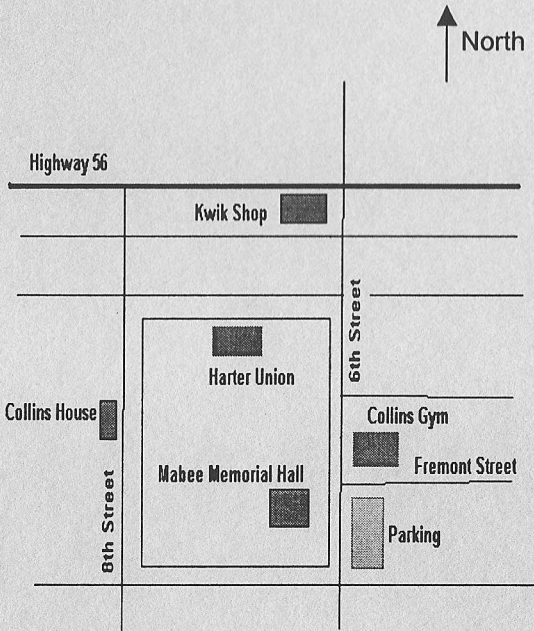 North
Highway 56
Kwik Shop
6th Street
Harter Union
Collins House
Collins Gym
Fremont Street
Mabee Memorial Hall
8th Street
Parking